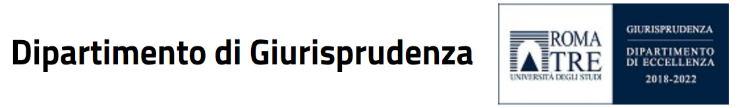 Dipartimento di Giurisprudenza
ROMA
TRE
UNIVERSITÀ DEGLI STUDI
GIURISPRUDENZA
DIPARTIMENTO
DI ECCELLENZA
2018-2022